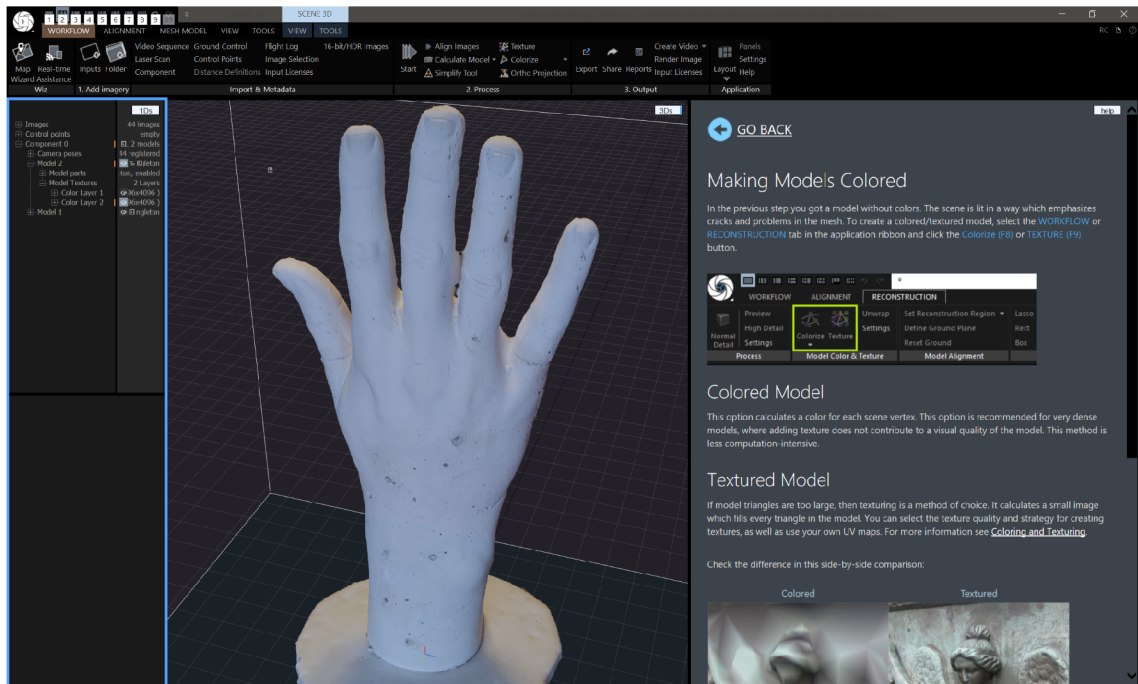 1 2 3 4 5 6 7 8 9
SCENE 3D
WORKFLOW ALIGNMENT MESH MODEL VIEW TOOLS VIEW TOOLS
RC
Video Sequence Ground Control Flight Log 16-bit/HDR Images
Laser Scan Control Points Image Selection
Component Distance Definitions Input Licenses
Map Wizard
Real-time Assistance
Inputs Folder
Start
Align Images Texture
Calculate Model Colorize
Simplify Tool Ortho Projection
Export Share Reports
Create Video
Render Image
Input Licenses
Layout
Panels
Settings
Help
Wiz 1. Add imagery Import & Metadata 2. Process 3. Output Application
1Ds
Images 44 images
Control points empty
Component 0 2 models
Camera poses registered
Model 2
Model parts enabled
Model Textures 2 Layers
Color Layer 1 96x4096 )
Color Layer 2 96x4096 )
Model 1
3Ds
help
GO BACK
Making Models Colored
In the previous step you got a model without colors. The scene is lit in a way which emphasizes
cracks and problems in the mesh. To create a colored/textured model, select the WORKFLOW or
RECONSTRUCTION tab in the application ribbon and click the Colorize (F8) or TEXTURE (F9)
button.
WORKFLOW ALIGNMENT RECONSTRUCTION
Normal Detail
Preview
High Detail
Settings
Colorize Texture
Unwrap
Settings
Set Reconstruction Region
Define Ground Plane
Reset Ground
Lasso
Rect
Box
Process Model Color & Texture Model Alignment
Colored Model
This option calculates a color for each scene vertex. This option is recommended for very dense
models, where adding texture does not contribute to a visual quality of the model. This method is
less computation-intensive.
Textured Model
If model triangles are too large, then texturing is a method of choice. It calculates a small image
which fills every triangle in the model. You can select the texture quality and strategy for creating
textures, as well as use your own UV maps. For more information see Coloring and Texturing.
Check the difference in this side-by-side comparison:
Colored Textured